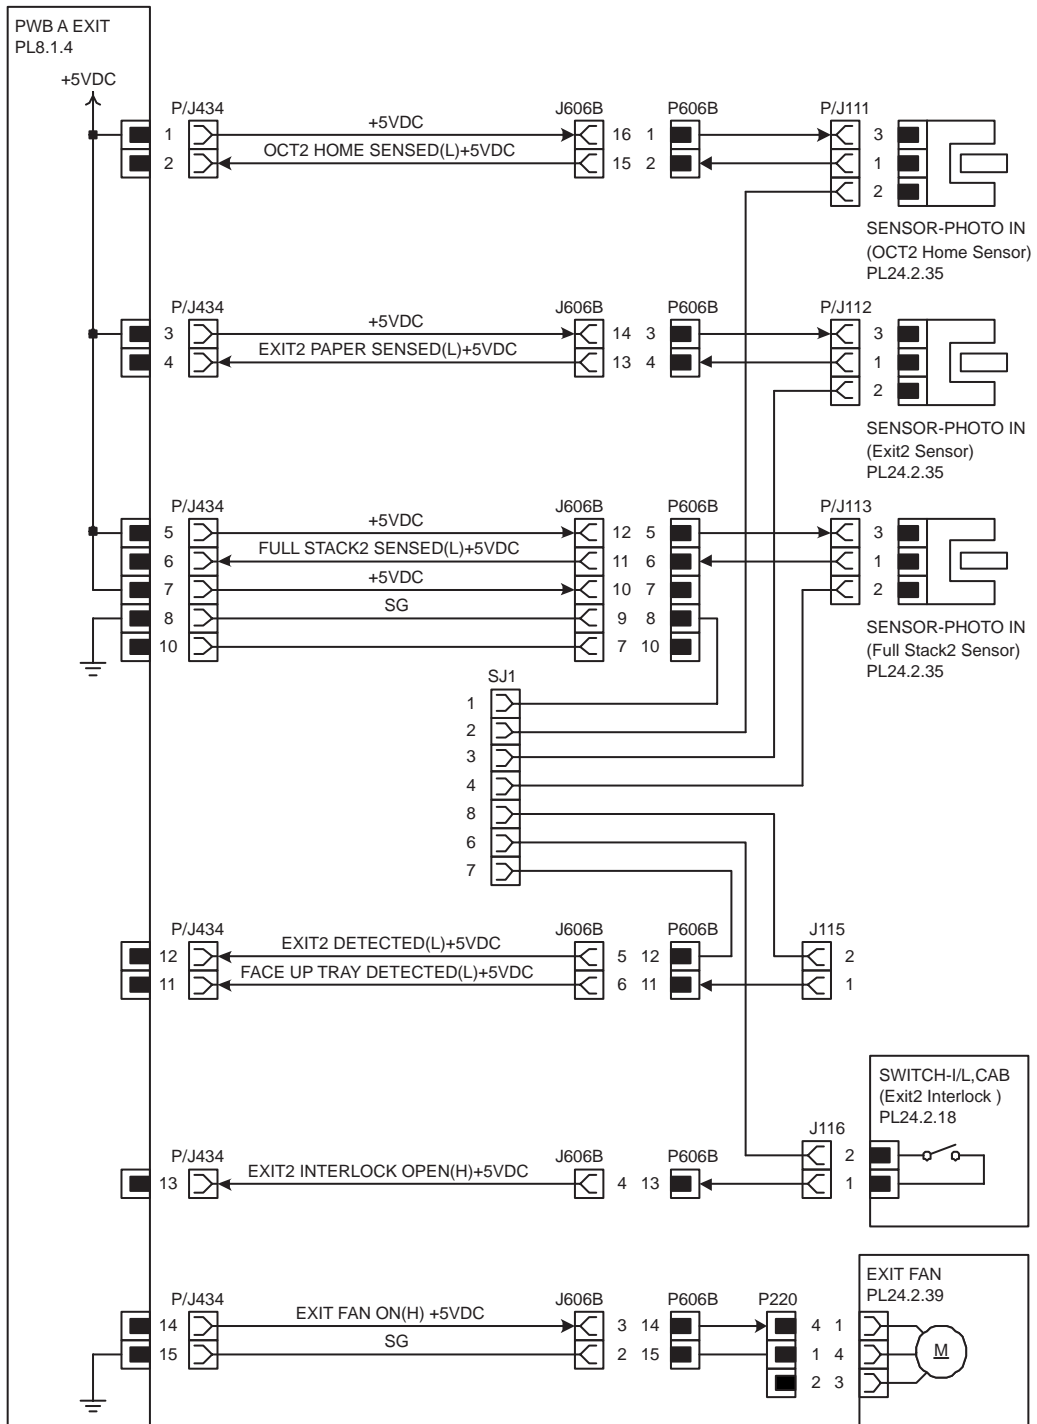 PWB A EXIT
PL8.1.4
+5VDC
P/J434 J606B P606B P/J111
1 +5VDC 16 1 3
2 OCT2 HOME SENSED(L)+5VDC 15 2 1
2
SENSOR-PHOTO IN
(OCT2 Home Sensor)
PL24.2.35
P/J434 J606B P606B P/J112
3 +5VDC 14 3 3
4 EXIT2 PAPER SENSED(L)+5VDC 13 4 1
2
SENSOR-PHOTO IN
(Exit2 Sensor)
PL24.2.35
P/J434 J606B P606B P/J113
5 +5VDC 12 5 3
6 FULL STACK2 SENSED(L)+5VDC 11 6 1
7 +5VDC 10 7 2
8 SG 9 8
10 7 10
SENSOR-PHOTO IN
(Full Stack2 Sensor)
PL24.2.35
SJ1
1
2
3
4
8
6
7
P/J434 J606B P606B J115
12 EXIT2 DETECTED(L)+5VDC 5 12 2
11 FACE UP TRAY DETECTED(L)+5VDC 6 11 1
SWITCH-I/L,CAB
(Exit2 Interlock )
PL24.2.18
P/J434 J606B P606B J116
2
13 EXIT2 INTERLOCK OPEN(H)+5VDC 4 13 1
EXIT FAN
PL24.2.39
P/J434 J606B P606B P220
14 EXIT FAN ON(H) +5VDC 3 14 4 1
15 SG 2 15 1 4 M
2 3